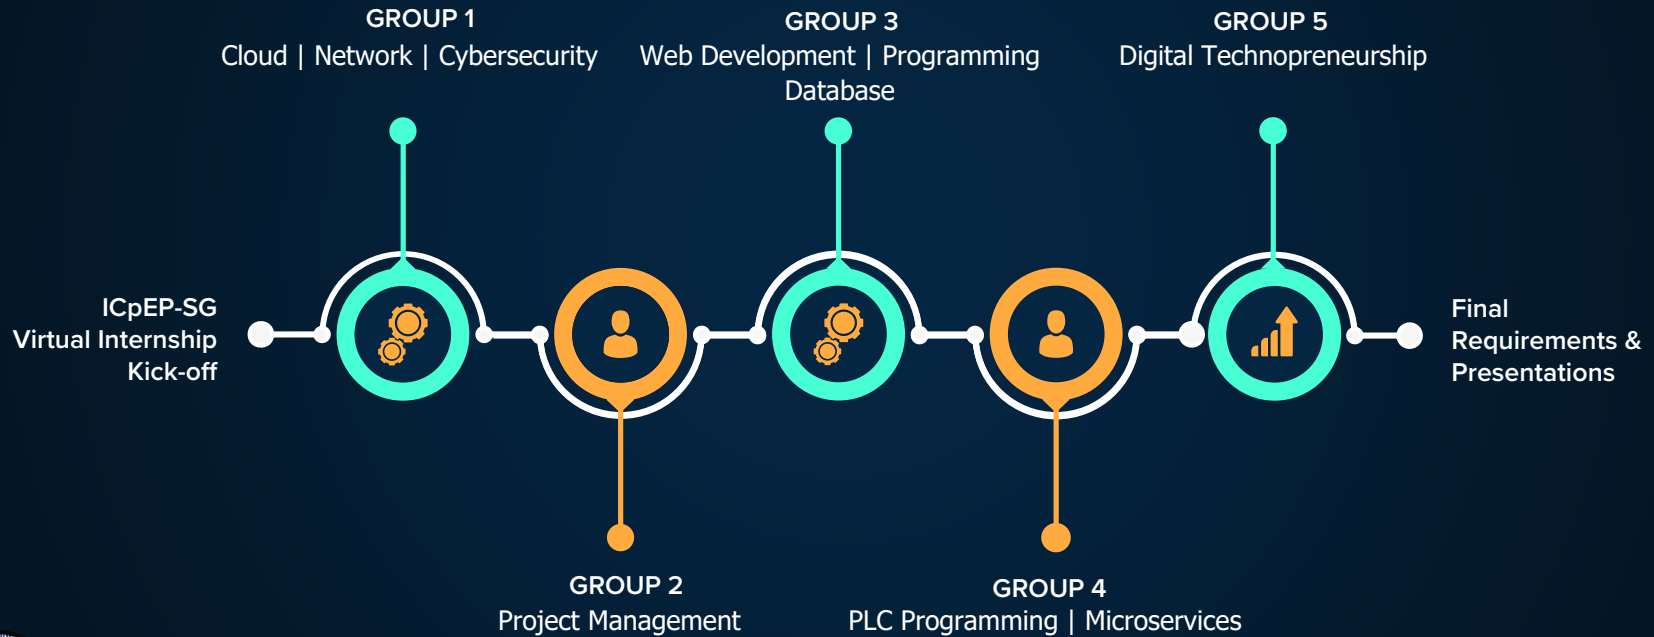 GROUP 1
Cloud | Network | Cybersecurity
GROUP 3
Web Development | Programming
Database
GROUP 5
Digital Technopreneurship
ICpEP-SG
Virtual Internship
Kick-off
Final
Requirements &
Presentations
GROUP 2
Project Management
GROUP 4
PLC Programming | Microservices